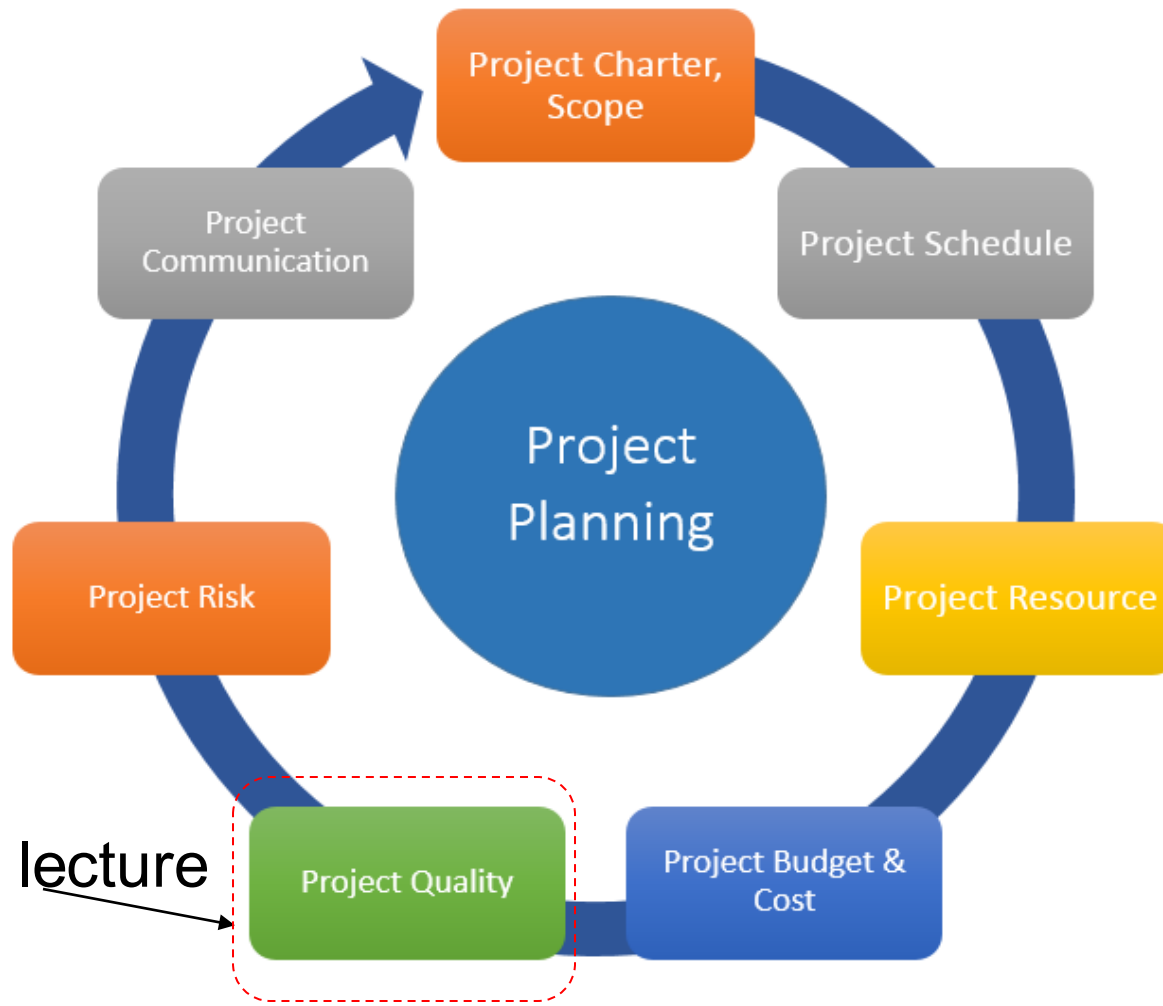 Project Charter,
Scope
Project Schedule
Project Resource
Project Budget &
Cost
Project Quality
lecture
Project Risk
Project
Communication
Project
Planning